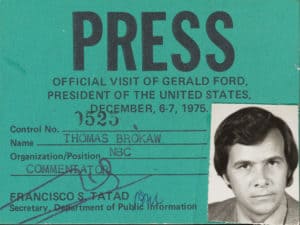 PRESS
OFFICIAL VISIT OF GERALD FORD,
PRESIDENT OF THE UNITED STATES,
DECEMBER, 6-7, 1975.
Control No. 0525
Name THOMAS BROKAW
Organization/Position NBC
COMMENTATOR
FRANCISCO S. TATAD
Secretary, Department of Public Information